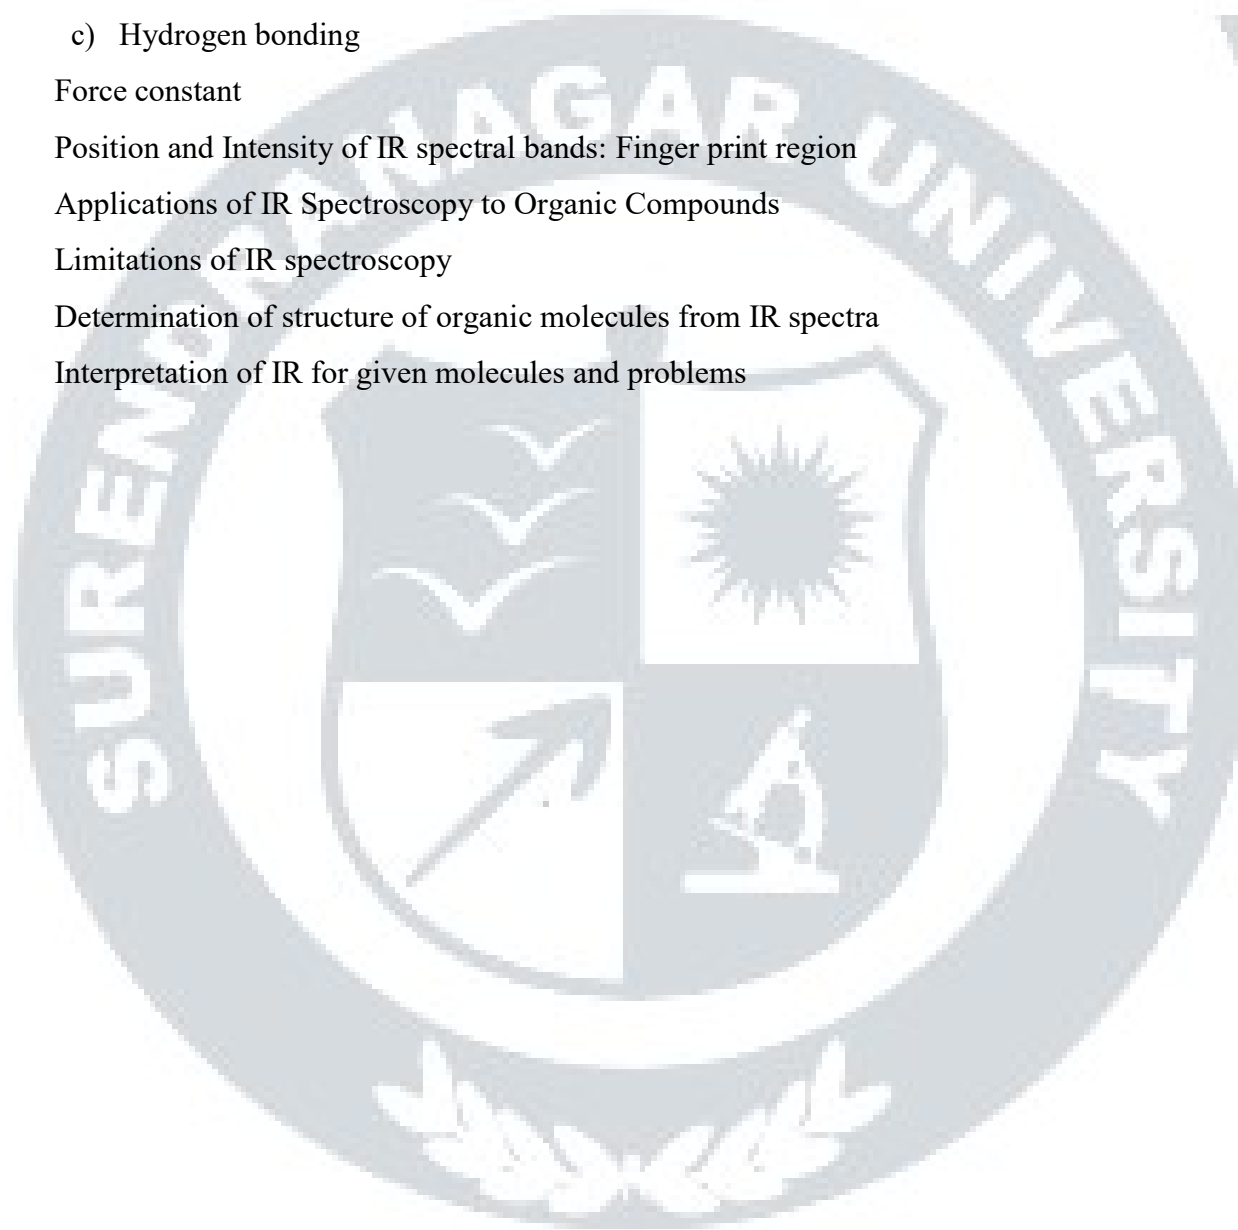 c) Hydrogen bonding
Force constant
Position and Intensity of IR spectral bands: Finger print region
Applications of IR Spectroscopy to Organic Compounds
Limitations of IR spectroscopy
Determination of structure of organic molecules from IR spectra
Interpretation of IR for given molecules and problems
SURENDRANAGAR UNIVERSITY